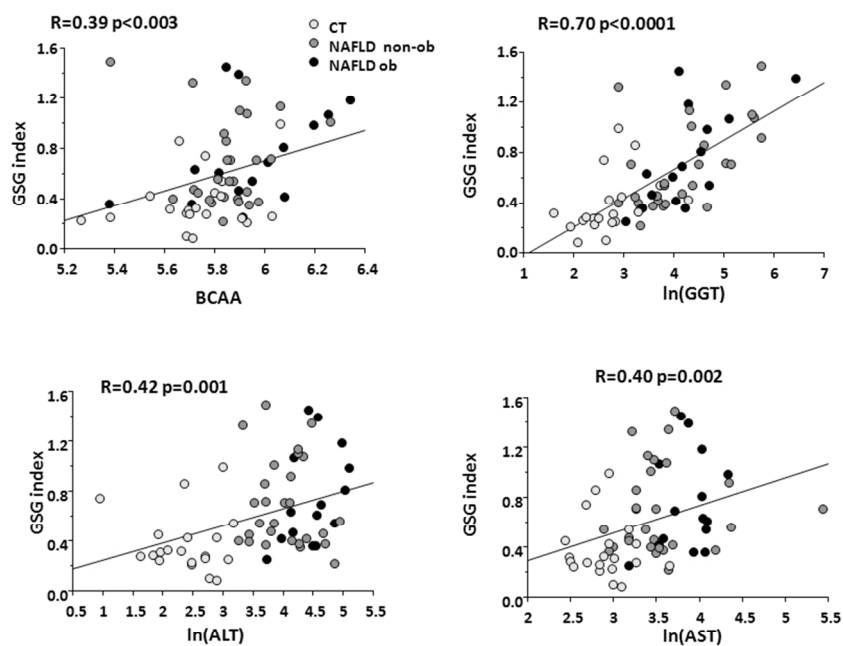 R=0.39 p<0.003
CT
NAFLD non-ob
NAFLD ob
GSG index
1.6
1.2
0.8
0.4
0.0
5.2 5.4 5.6 5.8 6 6.2 6.4
BCAA
R=0.70 p<0.0001
GSG index
1.6
1.2
0.8
0.4
0.0
1 2 3 4 5 6 7
ln(GGT)
R=0.42 p=0.001
GSG index
1.6
1.2
0.8
0.4
0.0
0.5 1 1.5 2 2.5 3 3.5 4 4.5 5 5.5
ln(ALT)
R=0.40 p=0.002
GSG index
1.6
1.2
0.8
0.4
0.0
2 2.5 3 3.5 4 4.5 5 5.5
ln(AST)